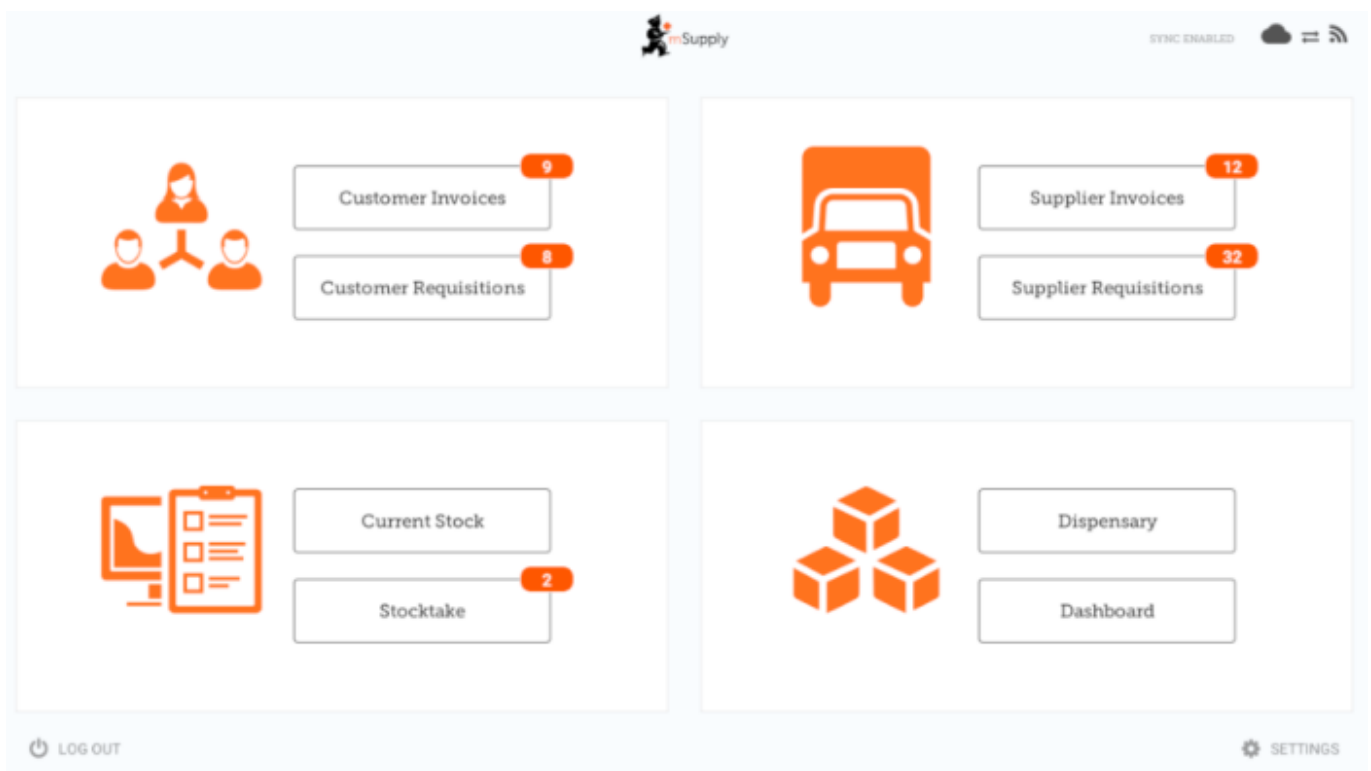 mSupply
SYNC ENABLED
9
Customer Invoices
8
Customer Requisitions
12
Supplier Invoices
32
Supplier Requisitions
Current Stock
2
Stocktake
Dispensary
Dashboard
LOG OUT
SETTINGS